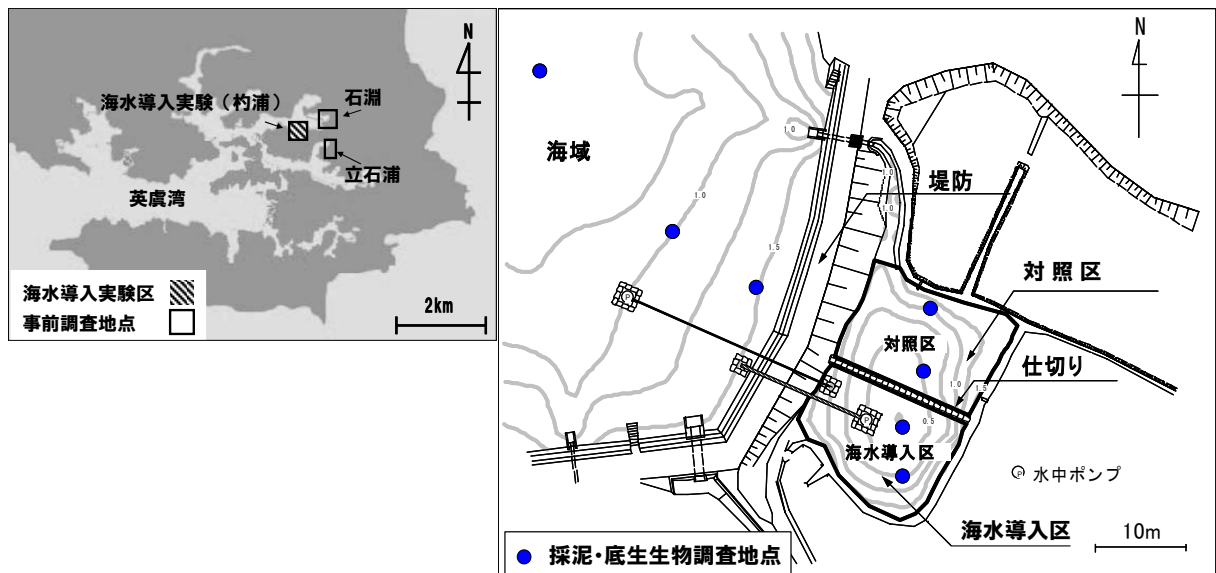 N
海水導入実験（杓浦）
石淵
立石浦
英虞湾
海水導入実験区
事前調査地点
2km
N
海域
1.0
1.0
1.0
堤防
1.0
1.5
対照区
対照区
仕切り
1.0
1.5
0.5
海水導入区
P
P
P 水中ポンプ
海水導入区
10m
採泥・底生生物調査地点